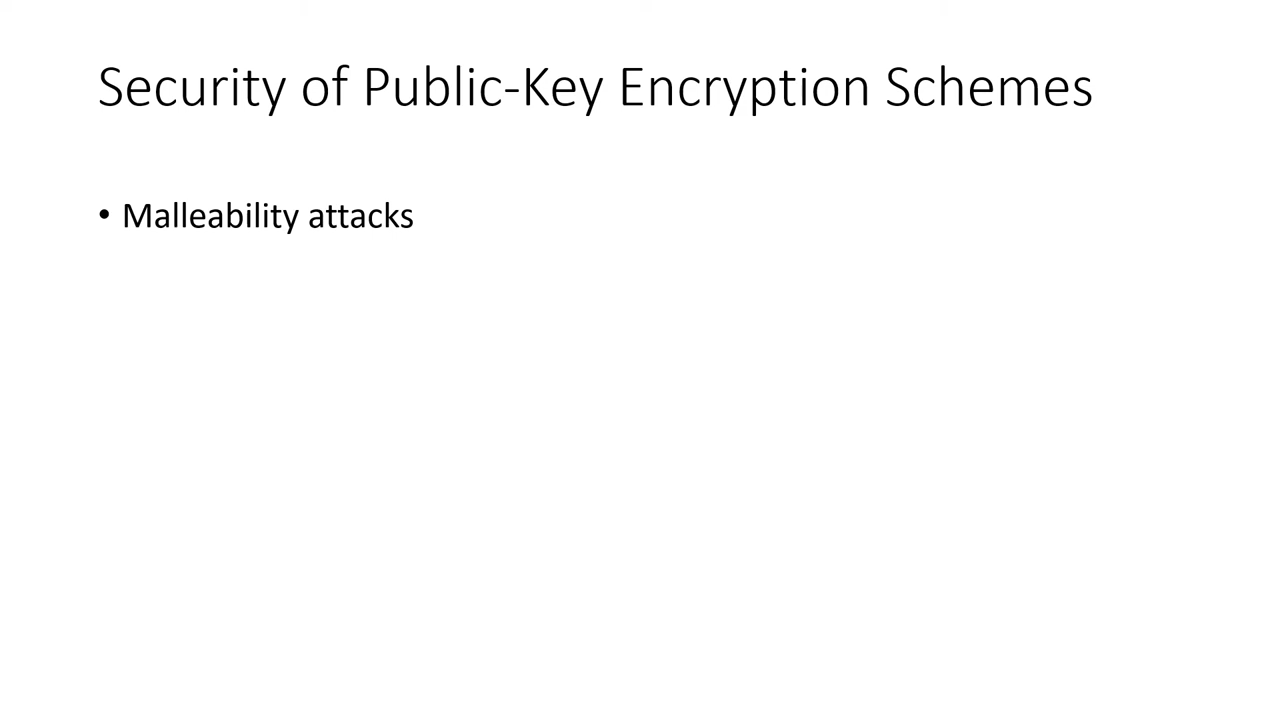 Security of Public-Key Encryption Schemes
• Malleability attacks